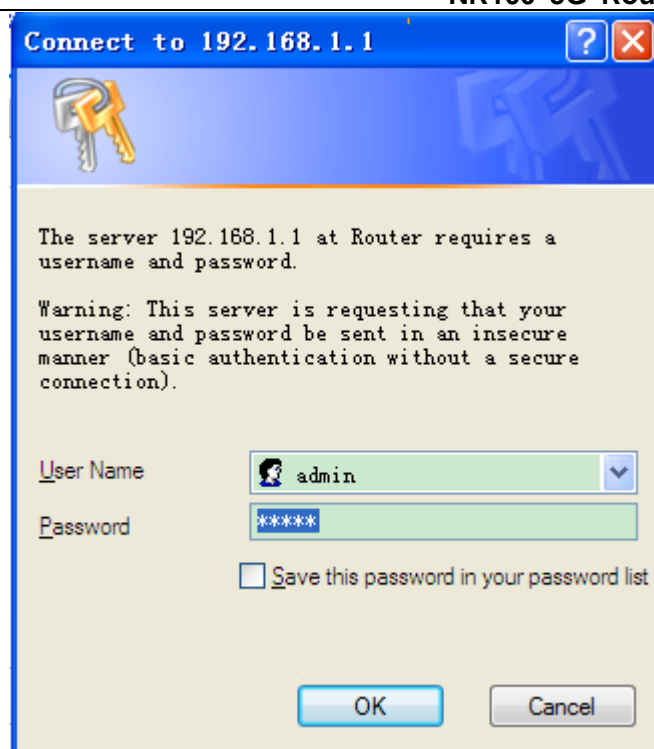 Connect to 192.168.1.1
The server 192.168.1.1 at Router requires a
username and password.
Warning: This server is requesting that your
username and password be sent in an insecure
manner (basic authentication without a secure
connection).
User Name
admin
Password
*****
Save this password in your password list
OK
Cancel